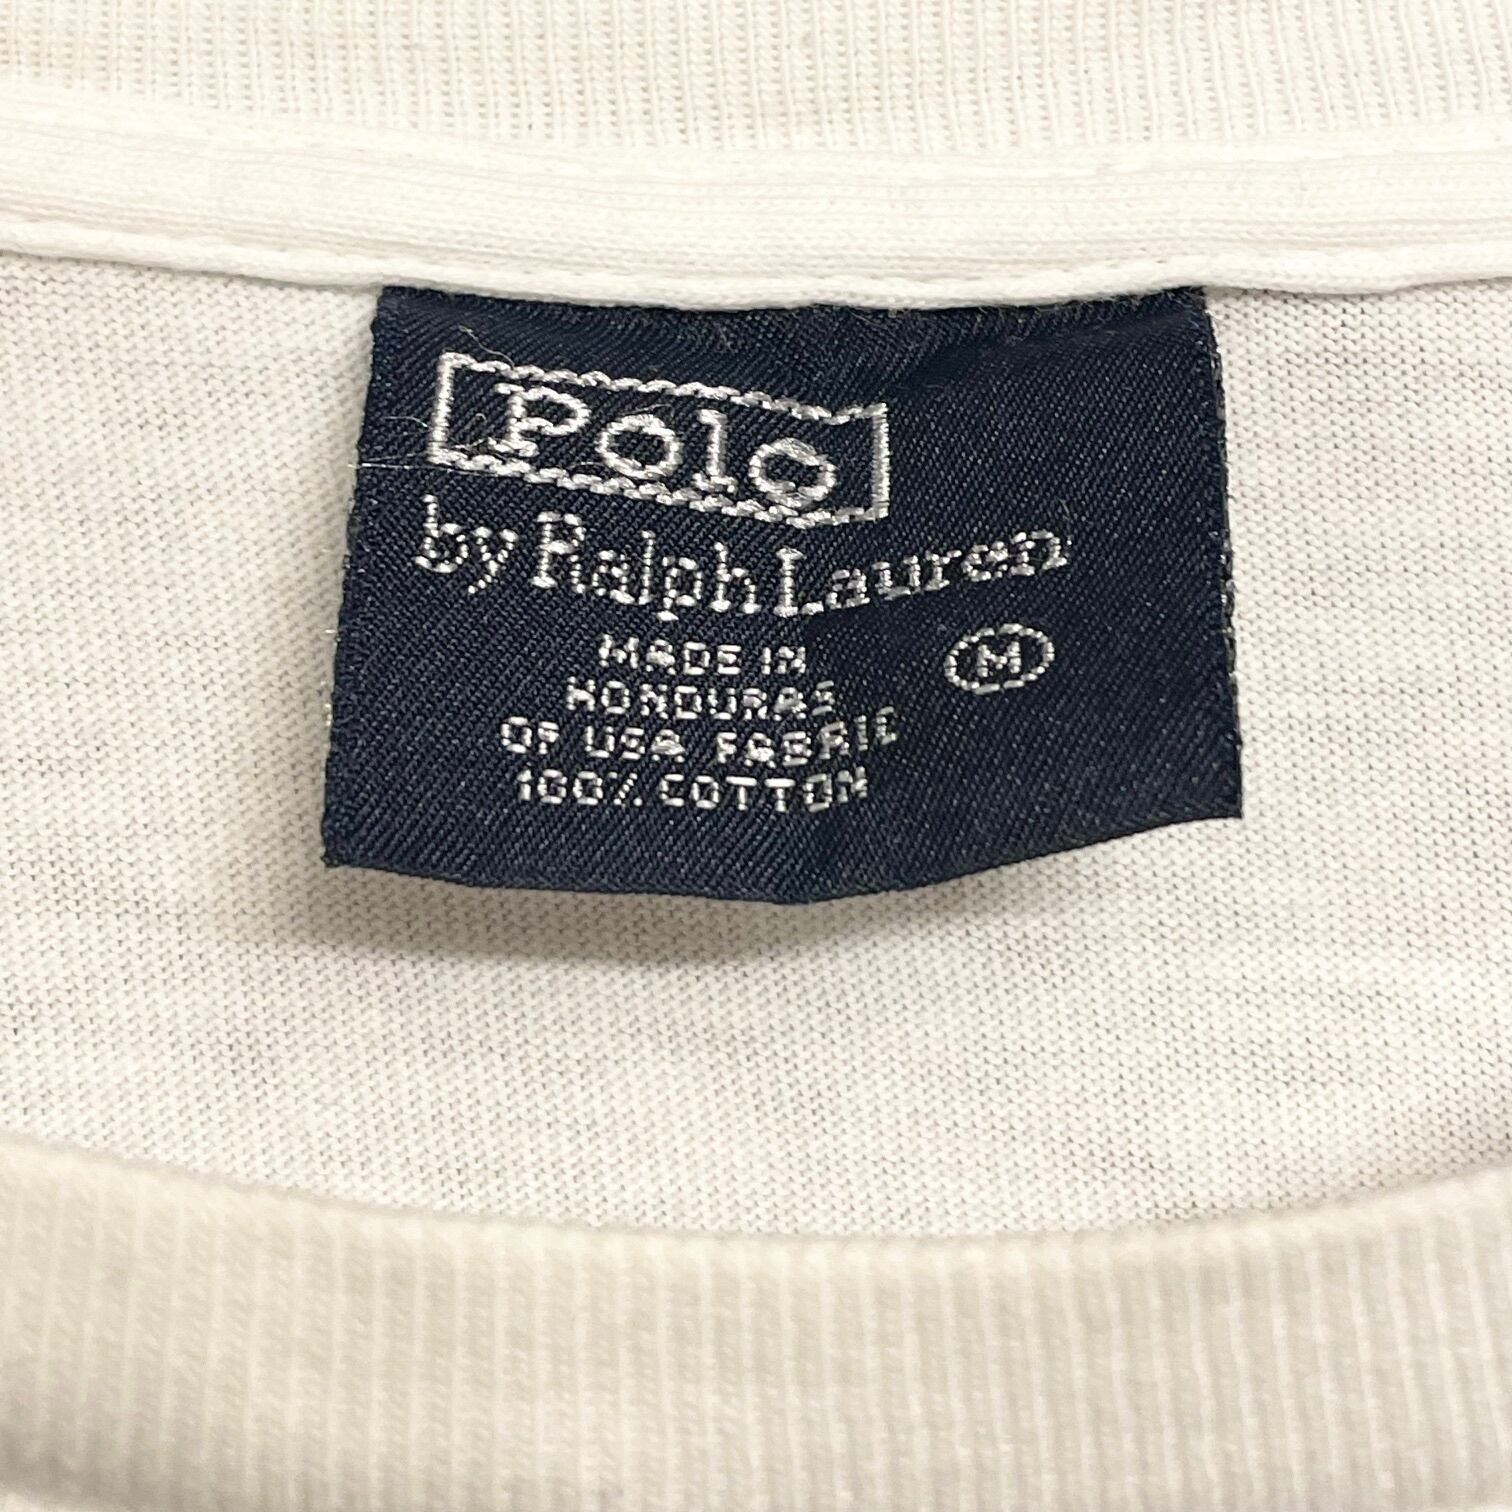 Polo
by Ralph Lauren
MADE IN
HONDURAS
OF USA FABRIC
100% COTTON
M